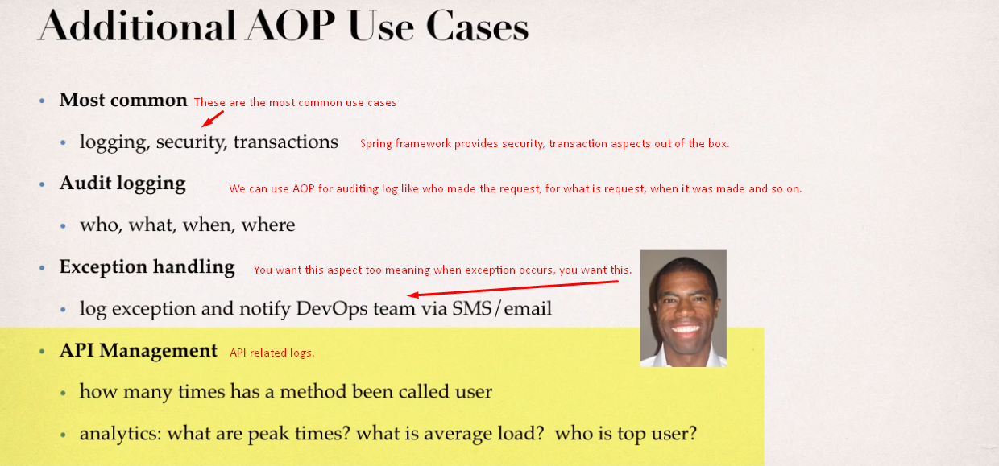 Additional AOP Use Cases
• Most common These are the most common use cases
• logging, security, transactions Spring framework provides security, transaction aspects out of the box.
• Audit logging We can use AOP for auditing log like who made the request, for what is request, when it was made and so on.
• who, what, when, where
• Exception handling You want this aspect too meaning when exception occurs, you want this.
• log exception and notify DevOps team via SMS/email
• API Management API related logs.
• how many times has a method been called user
• analytics: what are peak times? what is average load? who is top user?